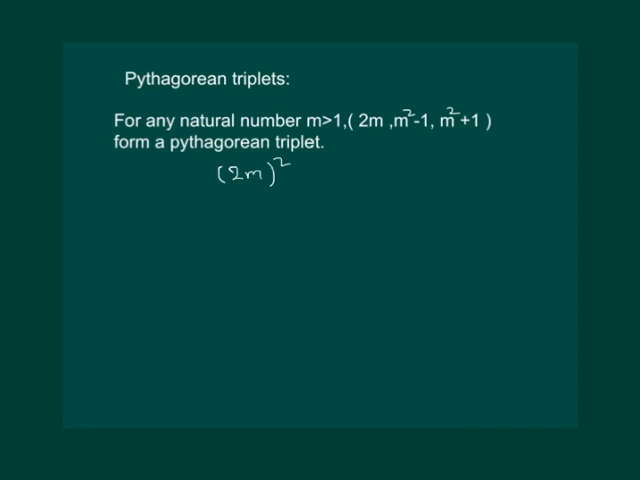 Pythagorean triplets:
For any natural number m>1,( 2m ,m²-1, m²+1 )
form a pythagorean triplet.
(2m)²